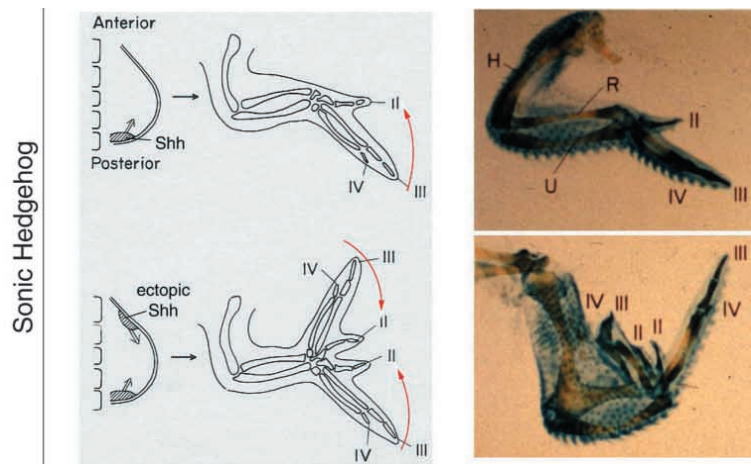 Sonic Hedgehog
Anterior
Shh
Posterior
II
IV
III
H
R
II
U
IV
III
ectopic
Shh
IV
III
II
II
IV
III
IV
III
II
II
III
IV